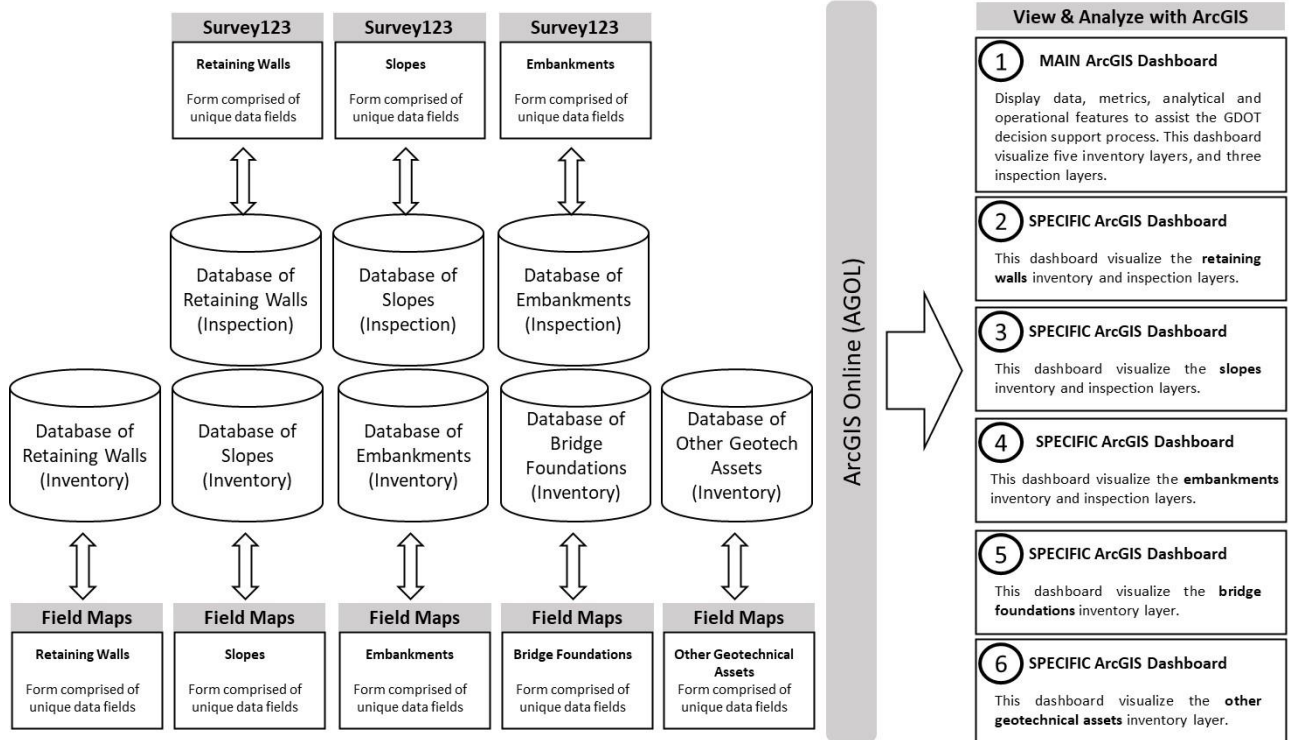 Survey123
Retaining Walls
Form comprised of
unique data fields
Survey123
Slopes
Form comprised of
unique data fields
Survey123
Embankments
Form comprised of
unique data fields
Database of
Retaining Walls
(Inspection)
Database of
Slopes
(Inspection)
Database of
Embankments
(Inspection)
Database of
Retaining Walls
(Inventory)
Database of
Slopes
(Inventory)
Database of
Embankments
(Inventory)
Database of
Bridge
Foundations
(Inventory)
Database of
Other Geotech
Assets
(Inventory)
Field Maps
Retaining Walls
Form comprised of
unique data fields
Field Maps
Slopes
Form comprised of
unique data fields
Field Maps
Embankments
Form comprised of
unique data fields
Field Maps
Bridge Foundations
Form comprised of
unique data fields
Field Maps
Other Geotechnical
Assets
Form comprised of
unique data fields
ArcGIS Online (AGOL)
View & Analyze with ArcGIS
1 MAIN ArcGIS Dashboard
Display data, metrics, analytical and
operational features to assist the GDOT
decision support process. This dashboard
visualize five inventory layers, and three
inspection layers.
2 SPECIFIC ArcGIS Dashboard
This dashboard visualize the retaining
walls inventory and inspection layers.
3 SPECIFIC ArcGIS Dashboard
This dashboard visualize the slopes
inventory and inspection layers.
4 SPECIFIC ArcGIS Dashboard
This dashboard visualize the embankments
inventory and inspection layers.
5 SPECIFIC ArcGIS Dashboard
This dashboard visualize the bridge
foundations inventory layer.
6 SPECIFIC ArcGIS Dashboard
This dashboard visualize the other
geotechnical assets inventory layer.